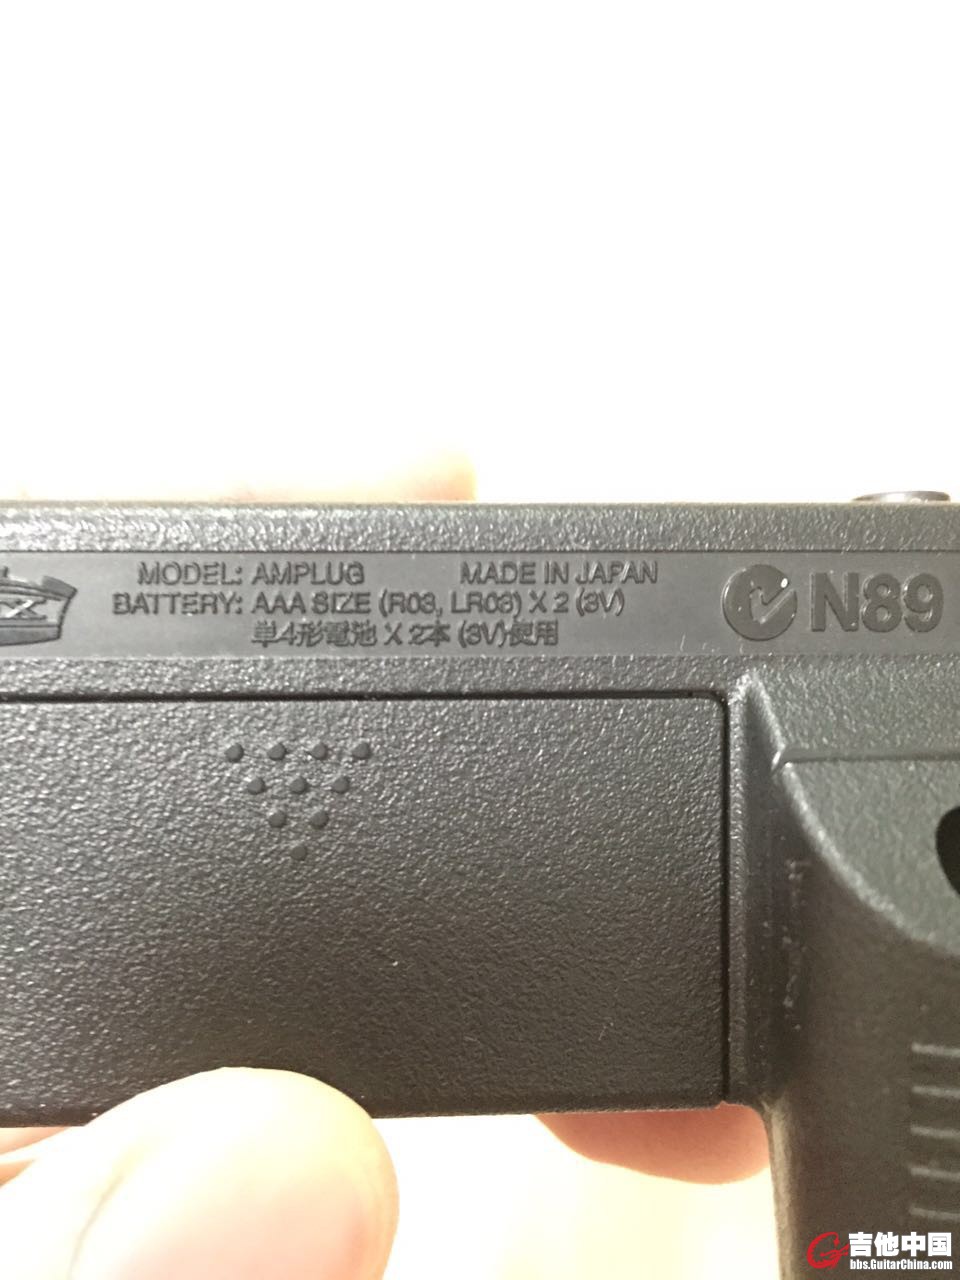 MODEL: AMPLUG MADE IN JAPAN
BATTERY: AAA SIZE (R03, LR03) X 2 (3V)
単4形電池 X 2本 (3V)使用
N89
吉他中国
bbs.GuitarChina.com